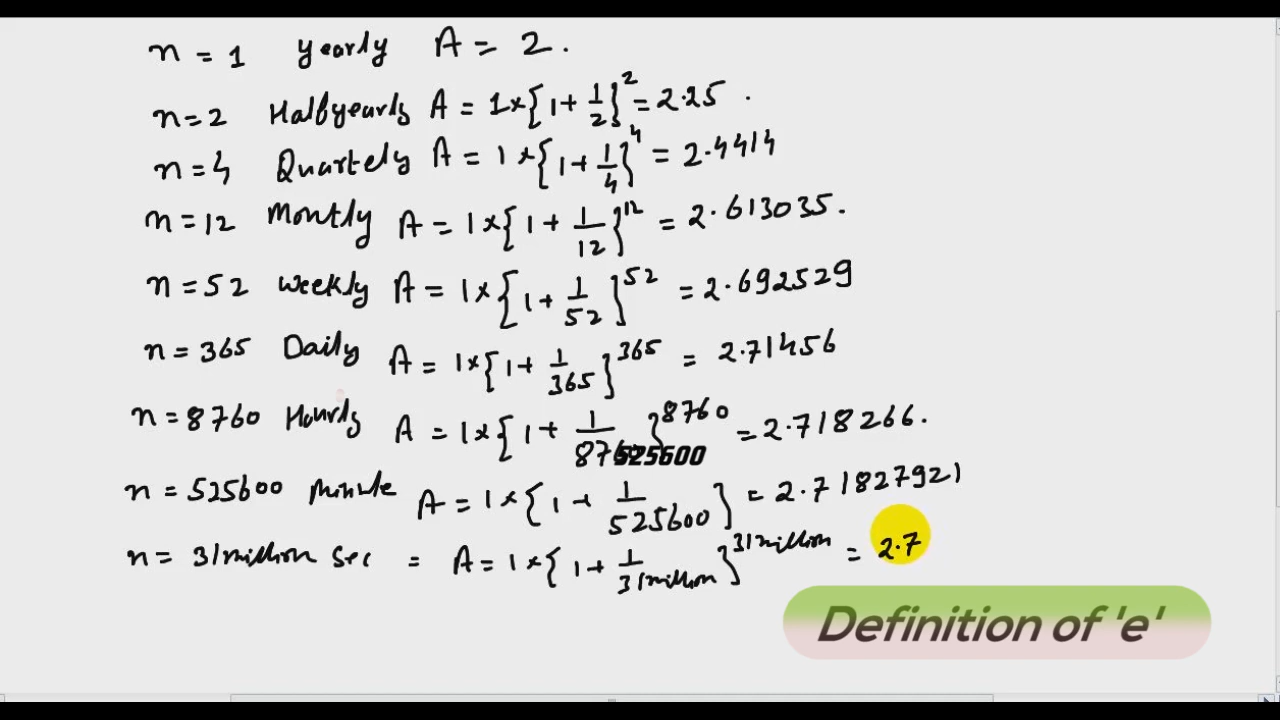 n = 1 yearly A = 2.
n = 2 Halfyearly A = 1×{1+1/2}^2 = 2.25 .
n = 4 Quartely A = 1×{1+1/4}^4 = 2.4414
n = 12 Montly A = 1×{1+1/12}^12 = 2.613035.
n = 52 weekly A = 1×{1+1/52}^52 = 2.692529
n = 365 Daily A = 1×{1+1/365}^365 = 2.71456
n = 8760 Hourly A = 1×{1+1/8760}^8760 = 2.718266.
525600
n = 525600 minute A = 1×{1+1/525600} = 2.71827921
n = 31million sec = A = 1×{1+1/31million}^31million = 2.7
Definition of 'e'